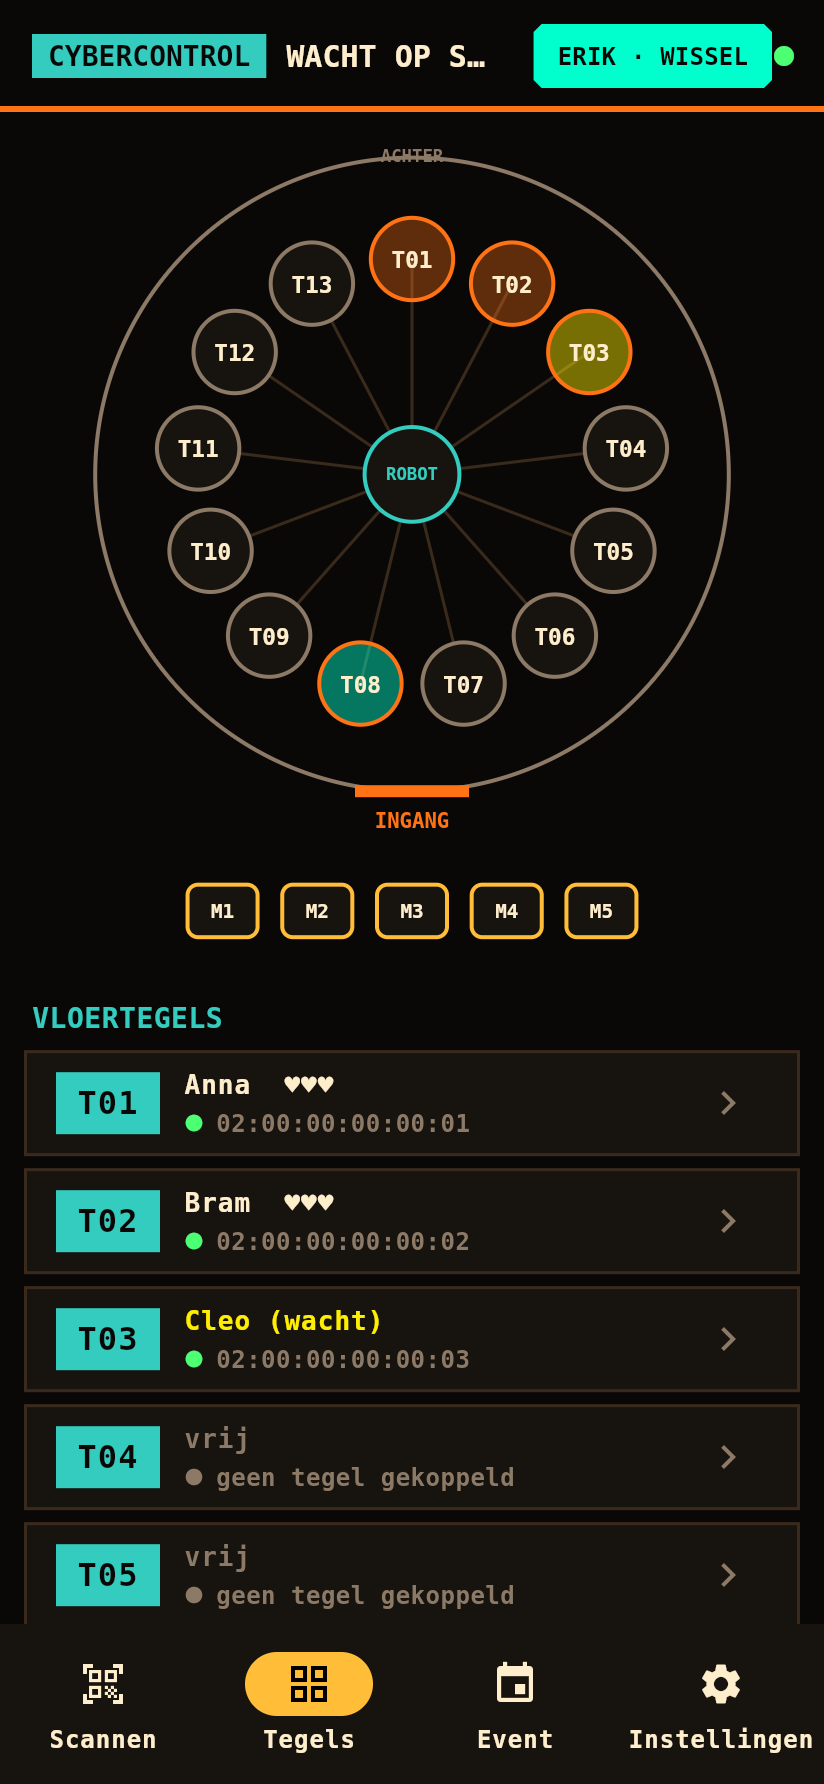 CYBERCONTROL WACHT OP S… ERIK · WISSEL
ACHTER
T01
T13 T02
T12 T03
T11 T04
ROBOT
T10 T05
T09 T06
T08 T07
INGANG
M1 M2 M3 M4 M5
VLOERTEGELS
T01 Anna ♥♥♥
02:00:00:00:00:01
T02 Bram ♥♥♥
02:00:00:00:00:02
T03 Cleo (wacht)
02:00:00:00:00:03
T04 vrij
geen tegel gekoppeld
T05 vrij
geen tegel gekoppeld
Scannen Tegels Event Instellingen